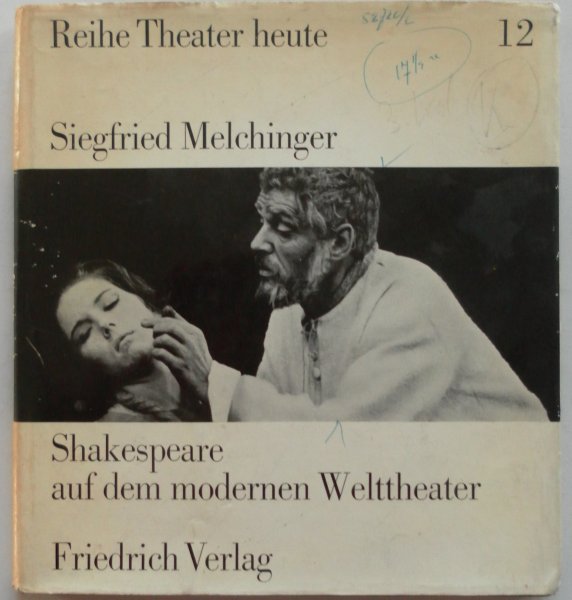 Reihe Theater heute 12
Siegfried Melchinger
Shakespeare
auf dem modernen Welttheater
Friedrich Verlag